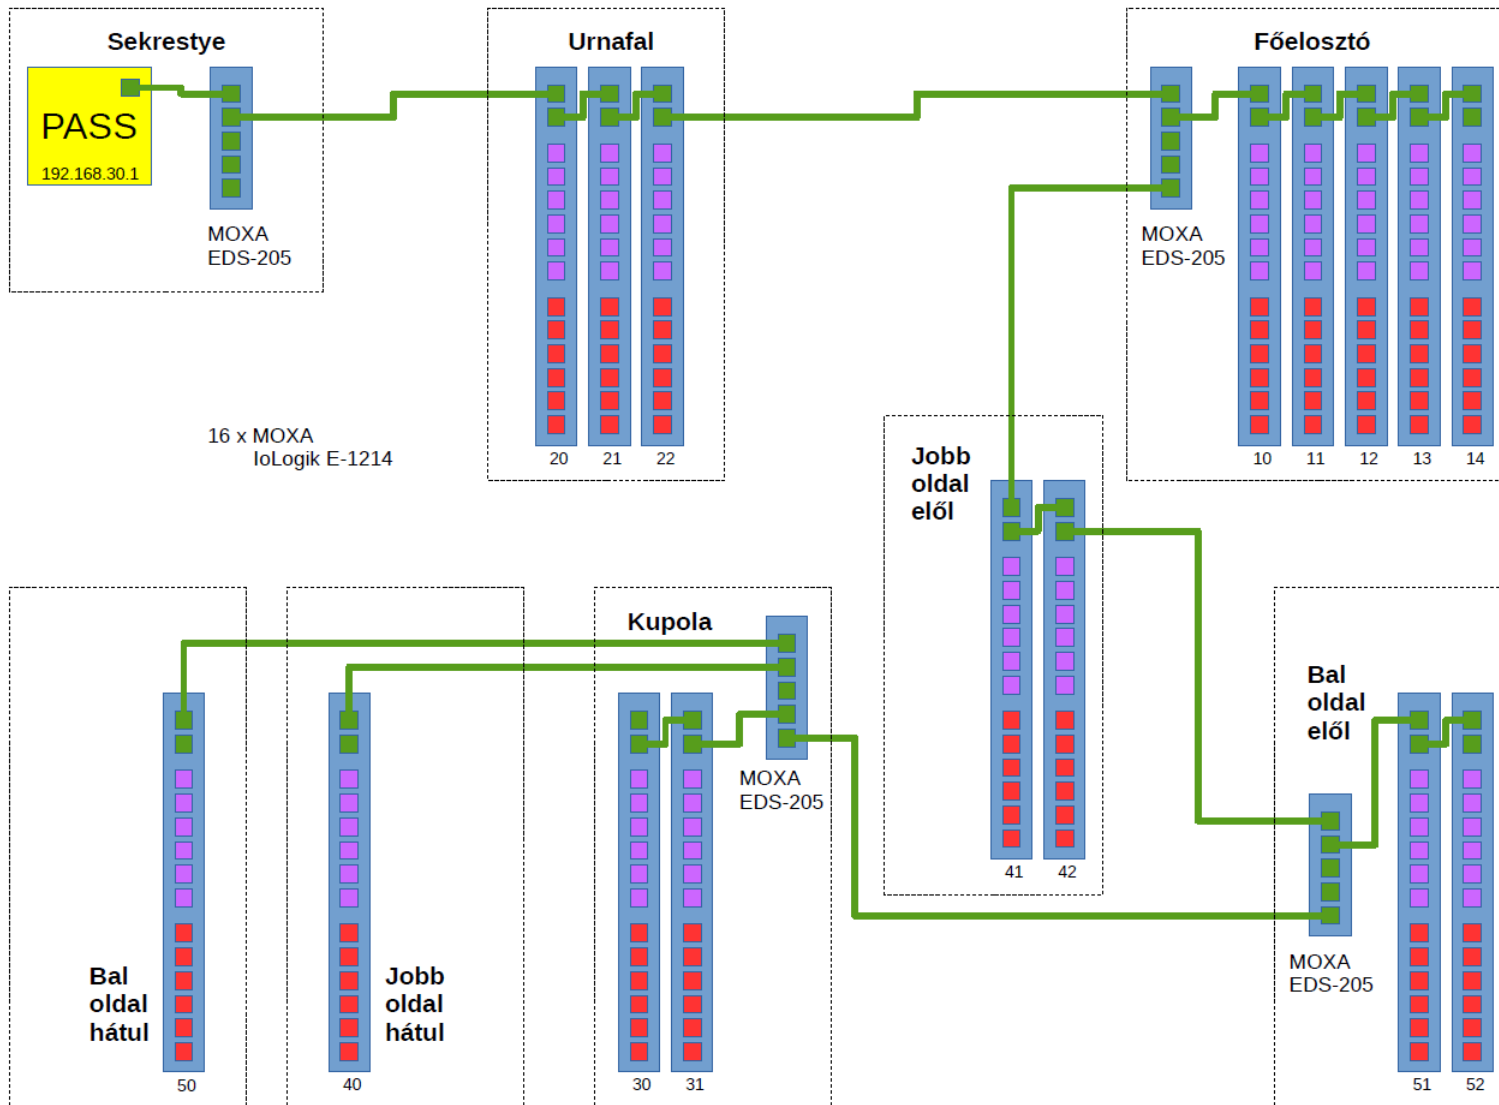 Sekrestye
PASS
192.168.30.1
MOXA
EDS-205
Urnafal
20 21 22
Főelosztó
MOXA
EDS-205
10 11 12 13 14
16 x MOXA
IoLogik E-1214
Jobb
oldal
elől
41 42
Bal
oldal
hátul
50
Jobb
oldal
hátul
40
Kupola
MOXA
EDS-205
30 31
Bal
oldal
elől
MOXA
EDS-205
51 52